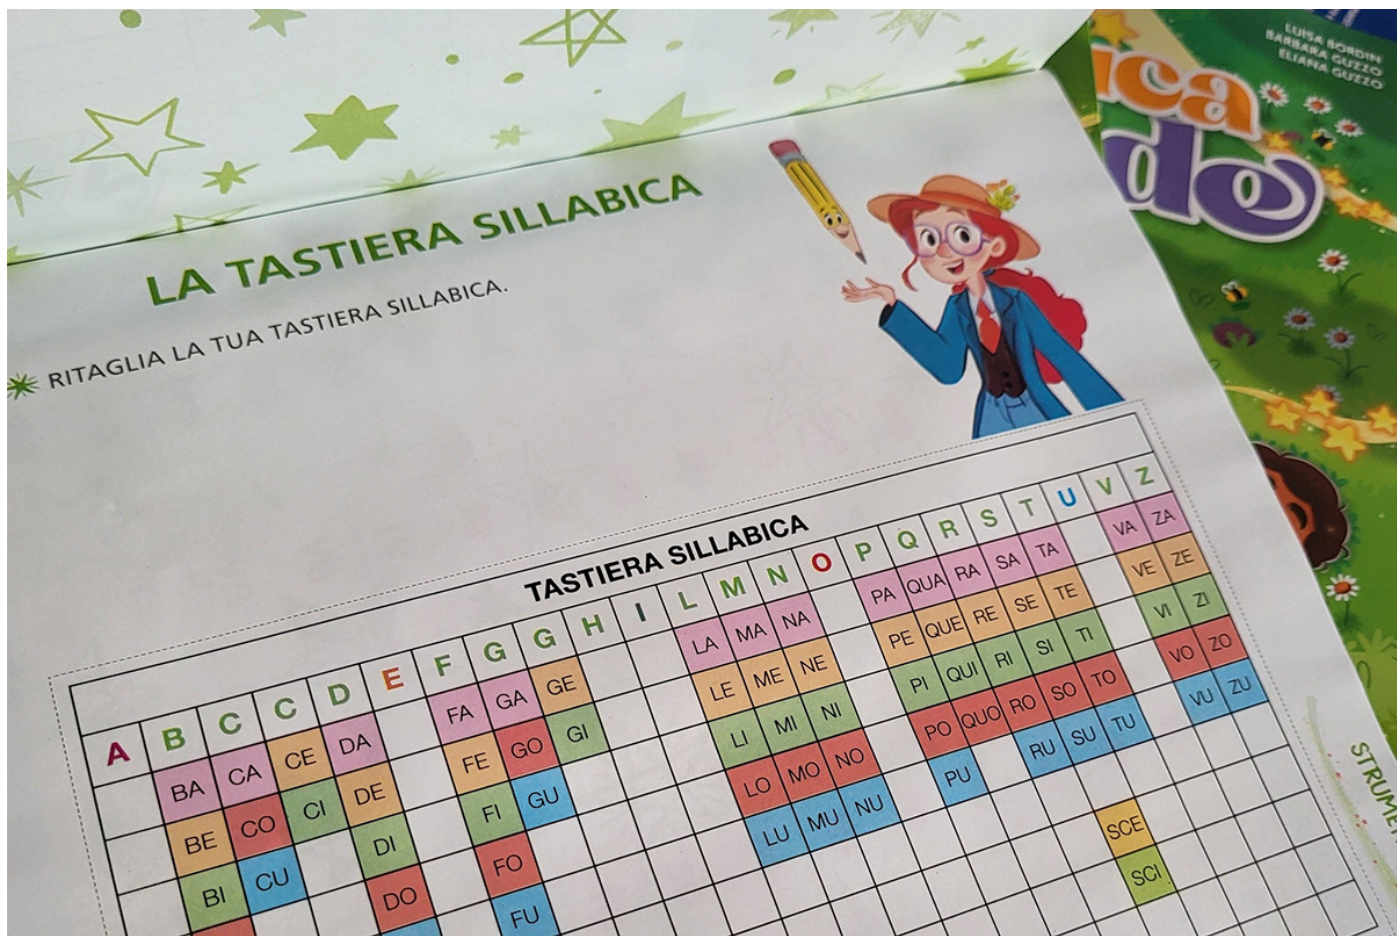 LA TASTIERA SILLABICA
RITAGLIA LA TUA TASTIERA SILLABICA.
TASTIERA SILLABICA
A B C C D E F G G H I L M N O P Q R S T U V Z
BA CA CE DA FA GA GE LA MA NA PA QUA RA SA TA VA ZA
BE CO CI DE FE GO GI LE ME NE PE QUE RE SE TE VE ZE
BI CU DI FI GU LI MI NI PI QUI RI SI TI VI ZI
DO FO LO MO NO PO QUO RO SO TO VO ZO
FU LU MU NU PU RU SU TU VU ZU
SCE
SCI
LUISA BORDIN
BARBARA GUZZO
ELIANA GUZZO
STRUME